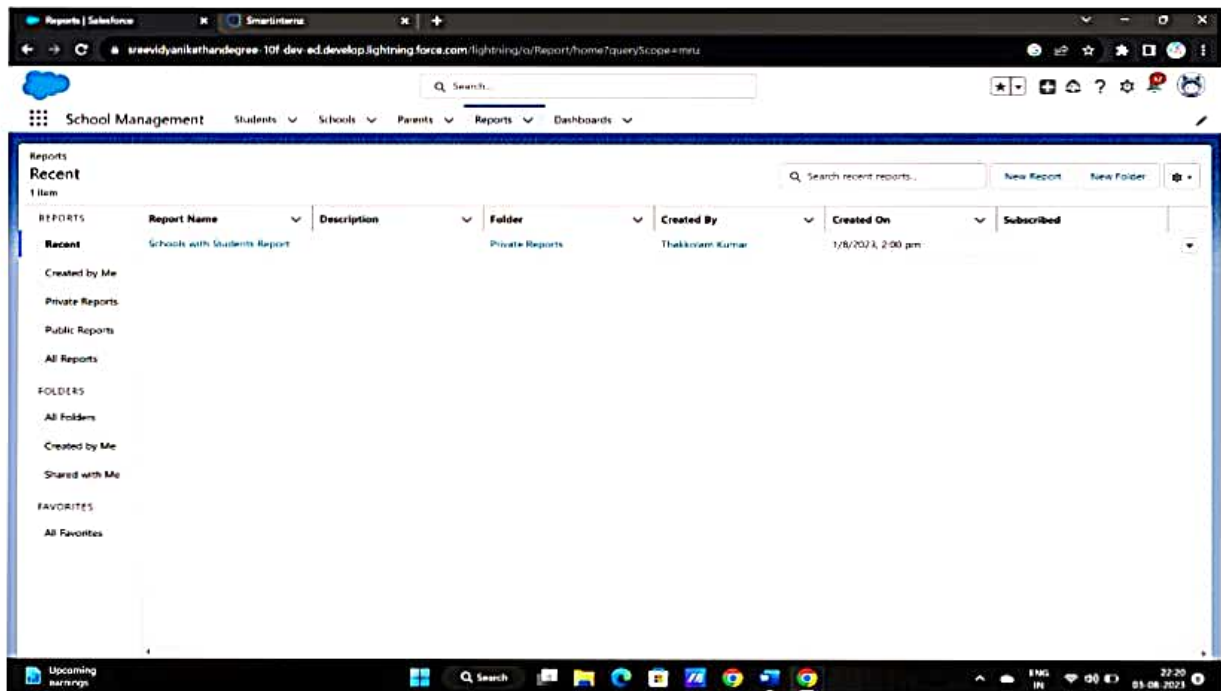 Reports | Salesforce
Smartinternz
sreevidyanikethandegree-10f-dev-ed.develop.lightning.force.com/lightning/o/Report/home?queryScope=mru
Search...
School Management Students Schools Parents Reports Dashboards
Reports
Recent
1 item
Search recent reports...
New Report New Folder
REPORTS Report Name Description Folder Created By Created On Subscribed
Recent Schools with Students Report Private Reports Thakkolam Kumar 1/8/2023, 2:00 pm
Created by Me
Private Reports
Public Reports
All Reports
FOLDERS
All Folders
Created by Me
Shared with Me
FAVORITES
All Favorites
Upcoming
earnings
Search
ENG
IN
22:20
05-08-2023